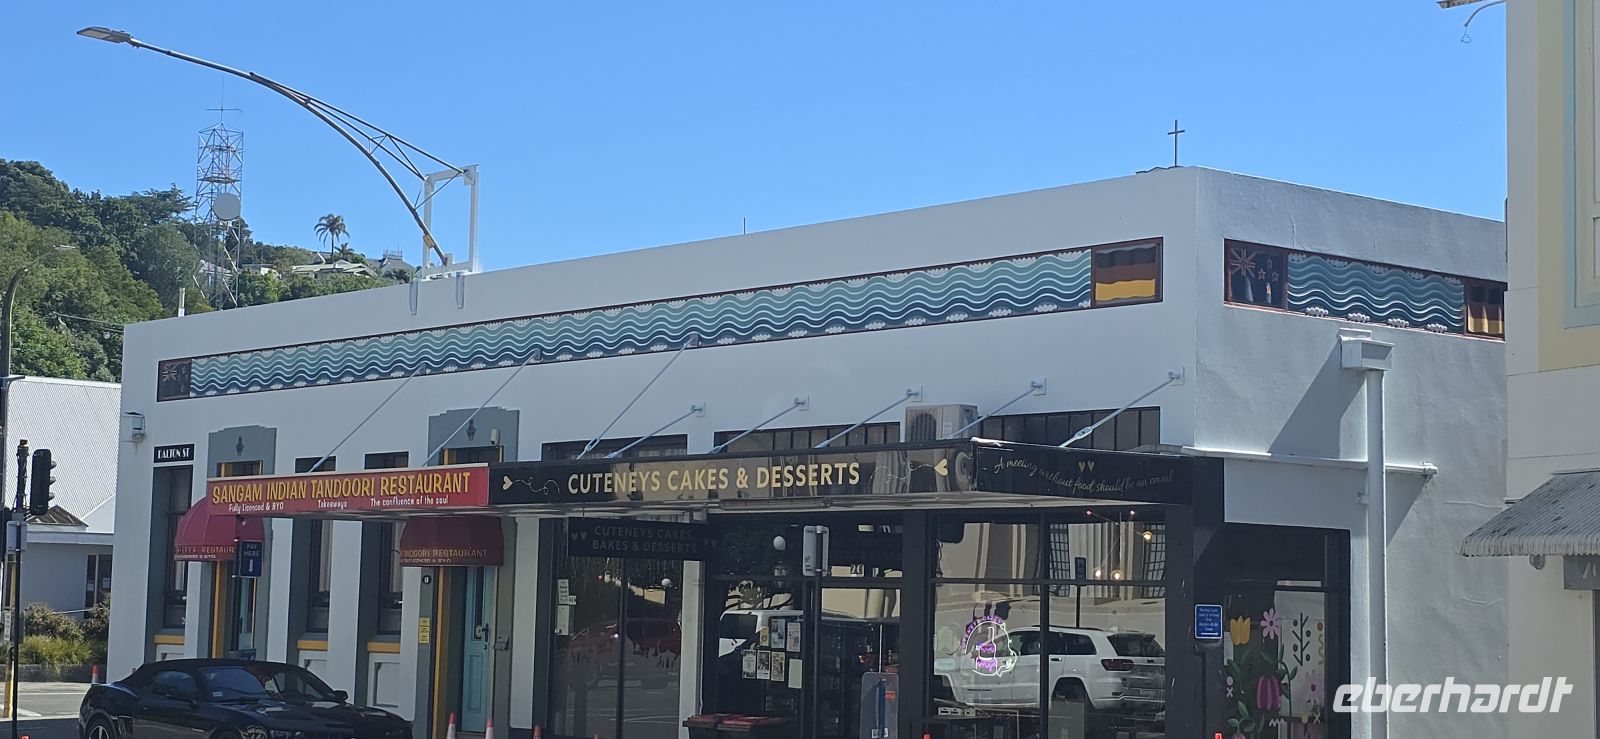 DALTON ST
SANGAM INDIAN TANDOORI RESTAURANT
Fully Licenced & BYO Takeaways The confluence of the soul
CUTENEYS CAKES & DESSERTS
A meeting without food, should be an email
CUTENEYS CAKES,
BAKES & DESSERTS
TANDOORI RESTAURANT
PAY
HERE
eberhardt